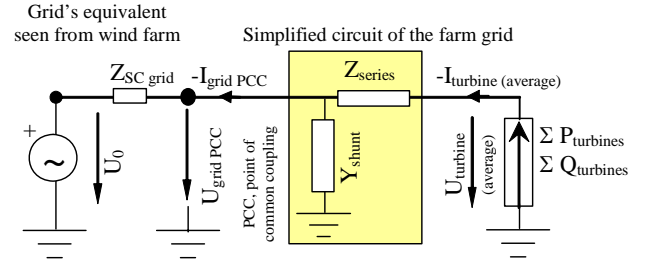 Grid's equivalent
seen from wind farm
Simplified circuit of the farm grid
Z_SC grid
-I_grid PCC
Z_series
-I_turbine (average)
+
~
U_0
U_grid PCC
PCC, point of
common coupling
Y_shunt
U_turbine
(average)
Σ P_turbines
Σ Q_turbines